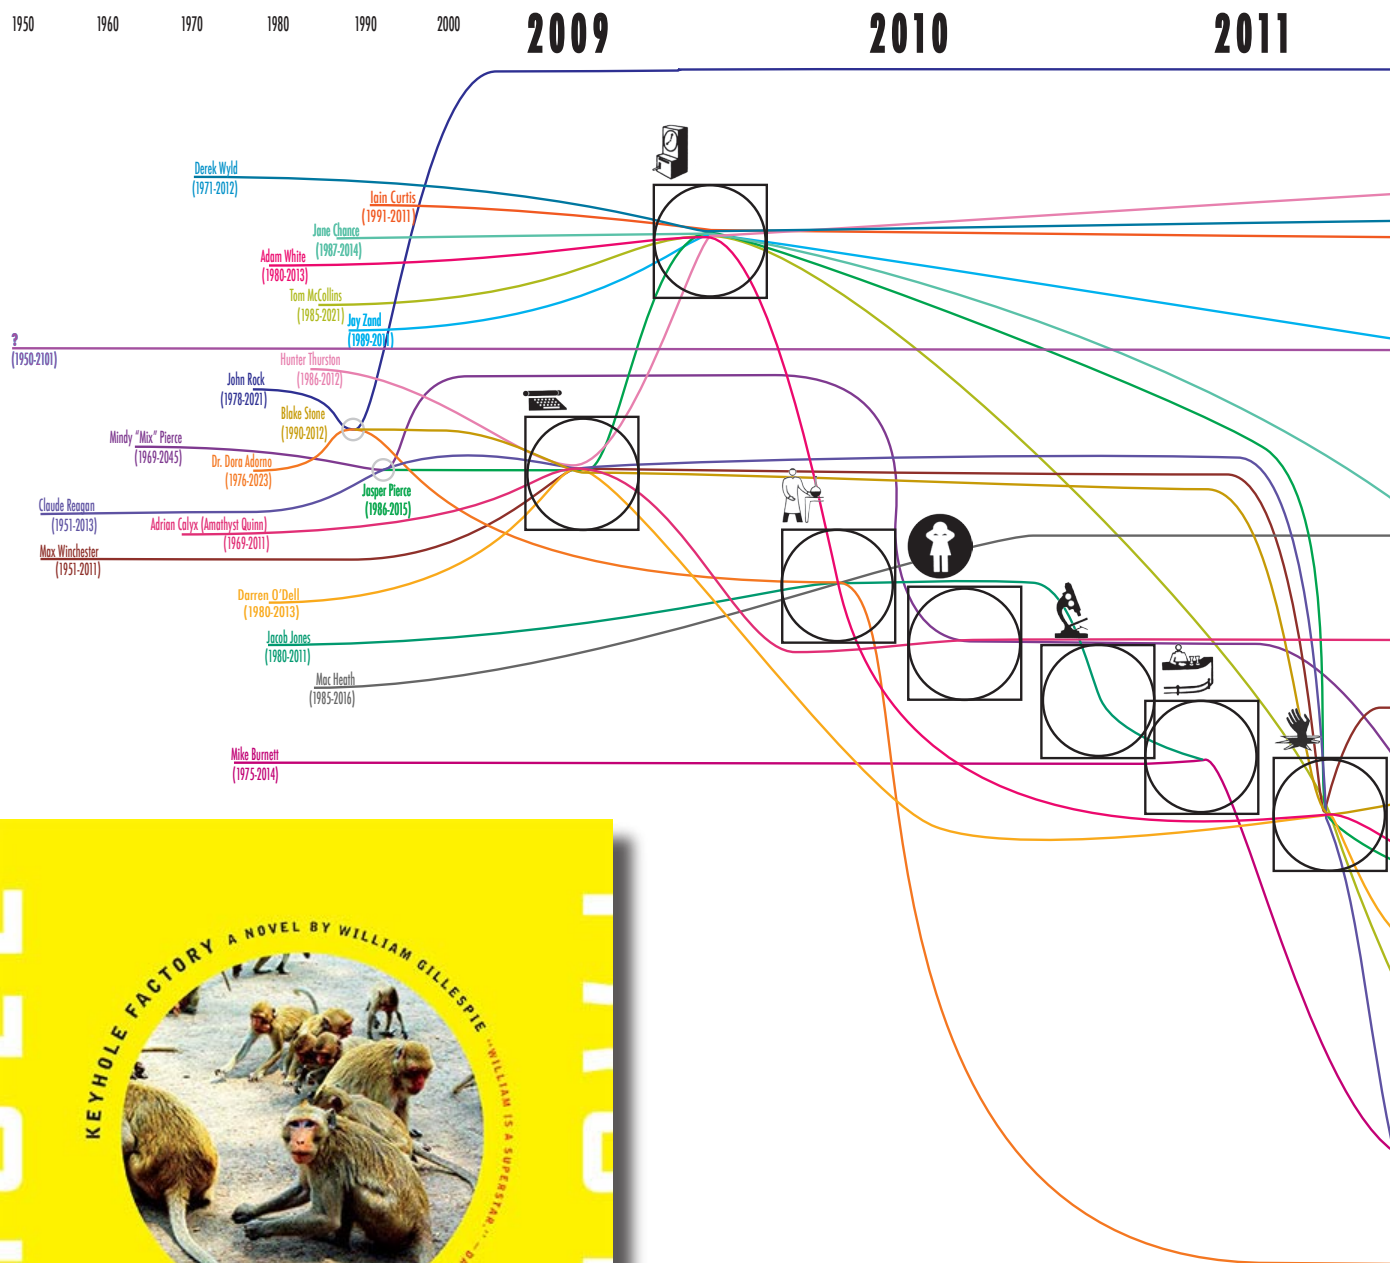 1950 1960 1970 1980 1990 2000 2009 2010 2011
Derek Wyld
(1971-2012)
Iain Curtis
(1991-2011)
Jane Chance
(1987-2014)
Adam White
(1980-2013)
Tom McCollins
(1985-2021)
Jay Zand
(1989-2011)
?
(1950-2101)
Hunter Thurston
(1986-2012)
John Rock
(1978-2021)
Blake Stone
(1990-2012)
Mindy "Mix" Pierce
(1969-2045)
Dr. Dora Adorno
(1976-2023)
Jasper Pierce
(1986-2015)
Claude Reagan
(1951-2013)
Adrian Calyx (Amathyst Quinn)
(1969-2011)
Max Winchester
(1951-2011)
Darren O'Dell
(1980-2013)
Jacob Jones
(1980-2011)
Mac Heath
(1985-2016)
Mike Burnett
(1975-2014)
KEYHOLE FACTORY A NOVEL BY WILLIAM GILLESPIE
"WILLIAM IS A SUPERSTAR." –